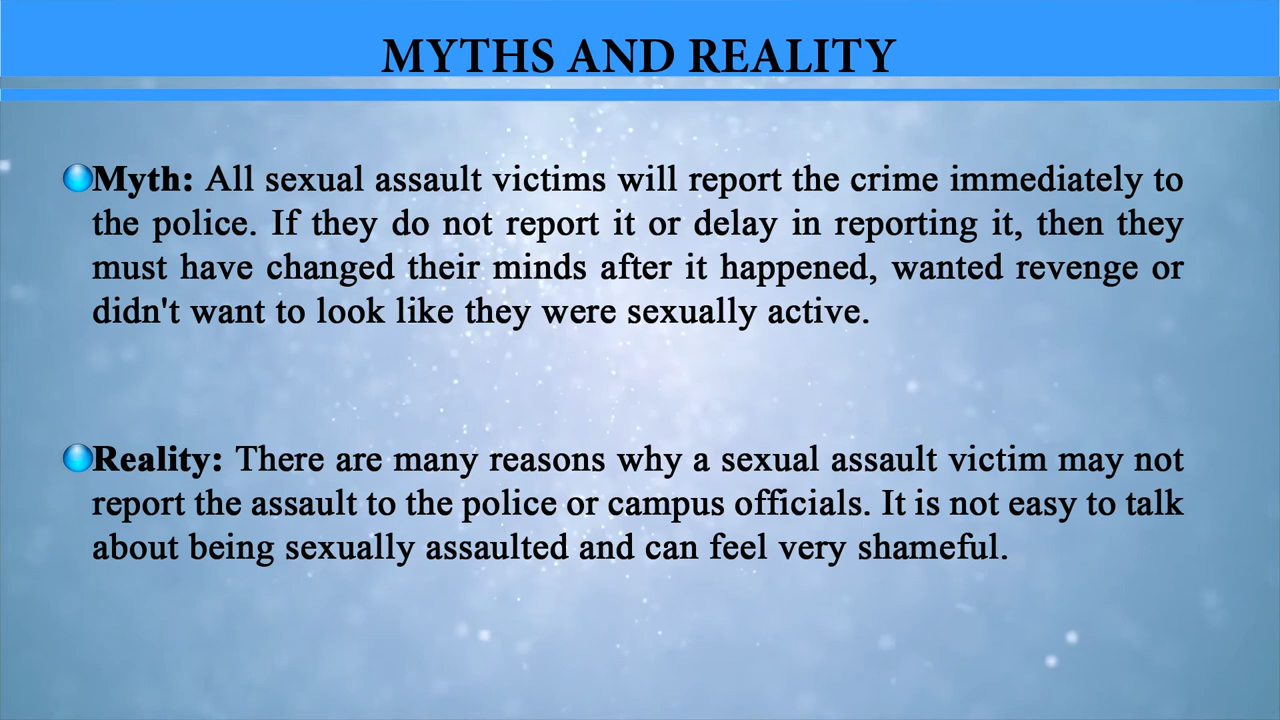 MYTHS AND REALITY
Myth: All sexual assault victims will report the crime immediately to
the police. If they do not report it or delay in reporting it, then they
must have changed their minds after it happened, wanted revenge or
didn't want to look like they were sexually active.
Reality: There are many reasons why a sexual assault victim may not
report the assault to the police or campus officials. It is not easy to talk
about being sexually assaulted and can feel very shameful.